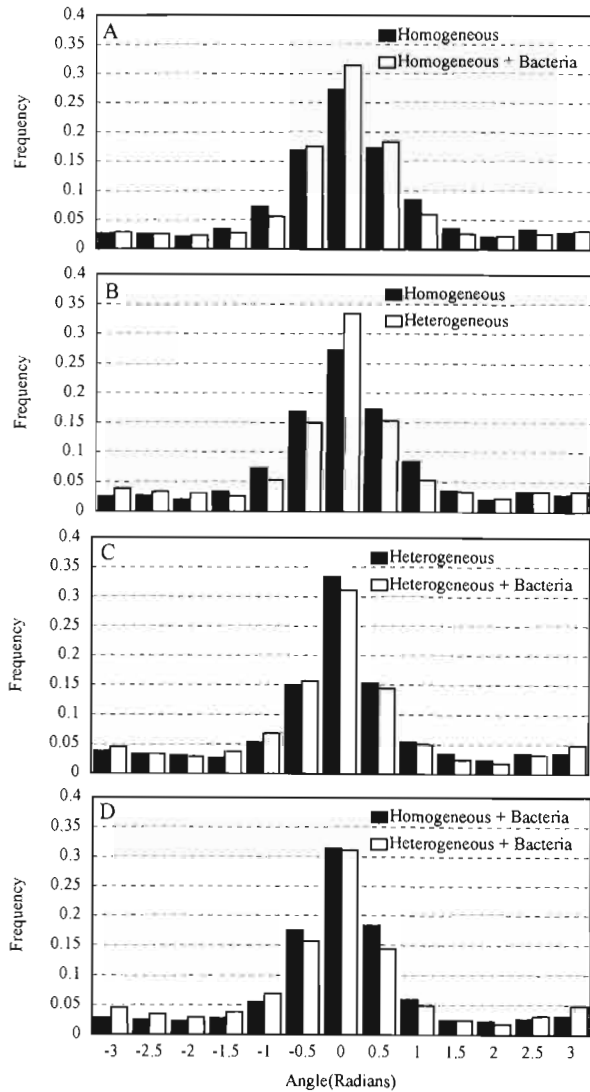 A
Homogeneous
Homogeneous + Bacteria
Frequency
0.4
0.35
0.3
0.25
0.2
0.15
0.1
0.05
0
B
Homogeneous
Heterogeneous
Frequency
0.4
0.35
0.3
0.25
0.2
0.15
0.1
0.05
0
C
Heterogeneous
Heterogeneous + Bacteria
Frequency
0.4
0.35
0.3
0.25
0.2
0.15
0.1
0.05
0
D
Homogeneous + Bacteria
Heterogeneous + Bacteria
Frequency
0.4
0.35
0.3
0.25
0.2
0.15
0.1
0.05
0
-3 -2.5 -2 -1.5 -1 -0.5 0 0.5 1 1.5 2 2.5 3
Angle(Radians)